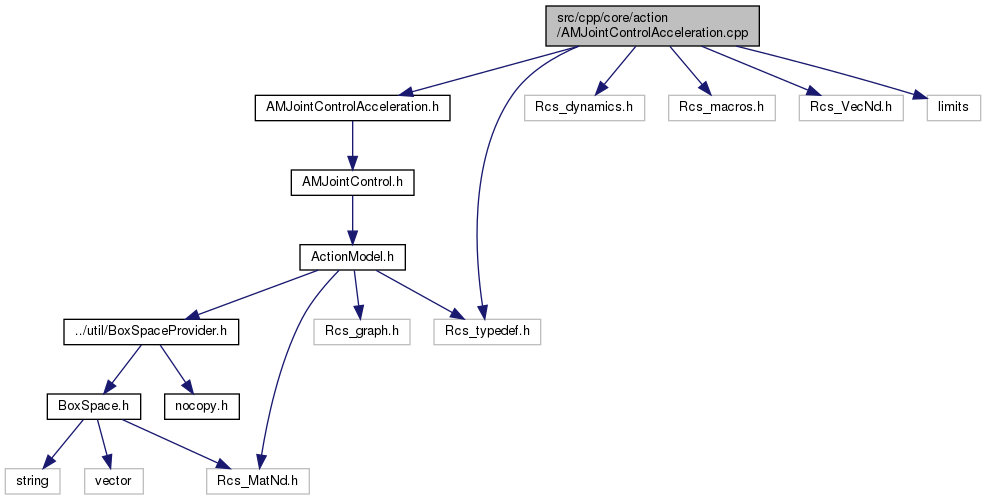 src/cpp/core/action
/AMJointControlAcceleration.cpp
AMJointControlAcceleration.h
Rcs_dynamics.h
Rcs_macros.h
Rcs_VecNd.h
limits
AMJointControl.h
ActionModel.h
../util/BoxSpaceProvider.h
Rcs_graph.h
Rcs_typedef.h
BoxSpace.h
nocopy.h
string
vector
Rcs_MatNd.h